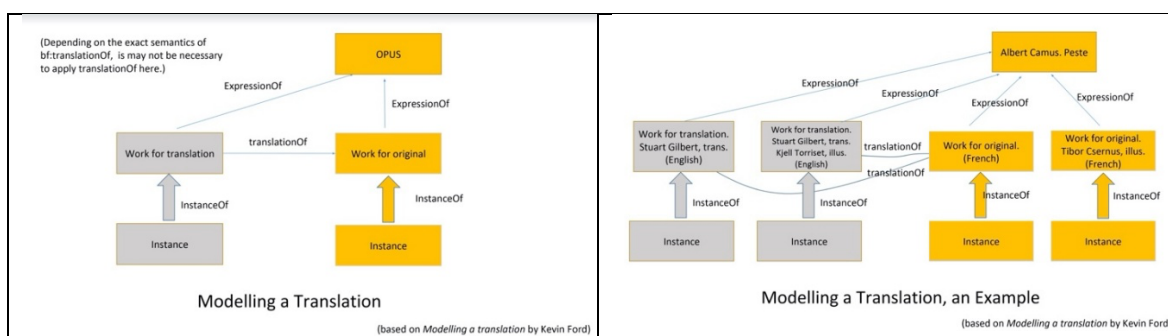 (Depending on the exact semantics of
bf:translationOf, is may not be necessary
to apply translationOf here.)
OPUS
ExpressionOf
ExpressionOf
Work for translation
translationOf
Work for original
InstanceOf
InstanceOf
Instance
Instance
Modelling a Translation
(based on Modelling a translation by Kevin Ford)
Albert Camus. Peste
ExpressionOf
ExpressionOf
ExpressionOf
ExpressionOf
Work for translation.
Stuart Gilbert, trans.
(English)
Work for translation.
Stuart Gilbert, trans.
Kjell Torriset, illus.
(English)
translationOf
translationOf
Work for original.
(French)
Work for original.
Tibor Csernus, illus.
(French)
InstanceOf
InstanceOf
InstanceOf
InstanceOf
Instance
Instance
Instance
Instance
Modelling a Translation, an Example
(based on Modelling a translation by Kevin Ford)